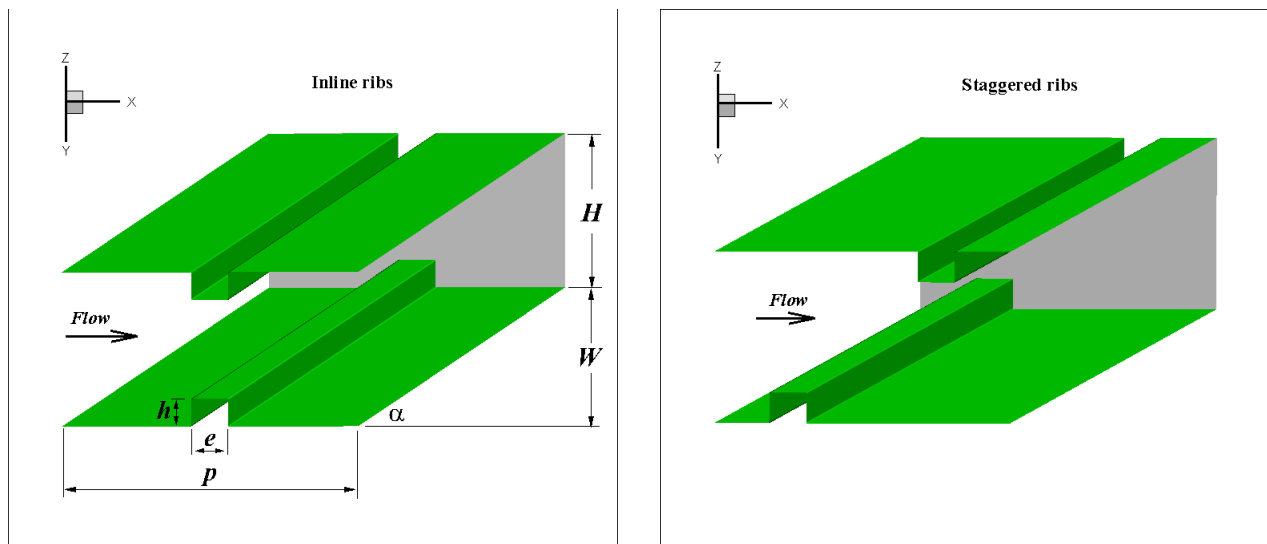 Inline ribs
Z
X
Y
H
Flow
W
h
α
e
p
Staggered ribs
Z
X
Y
Flow